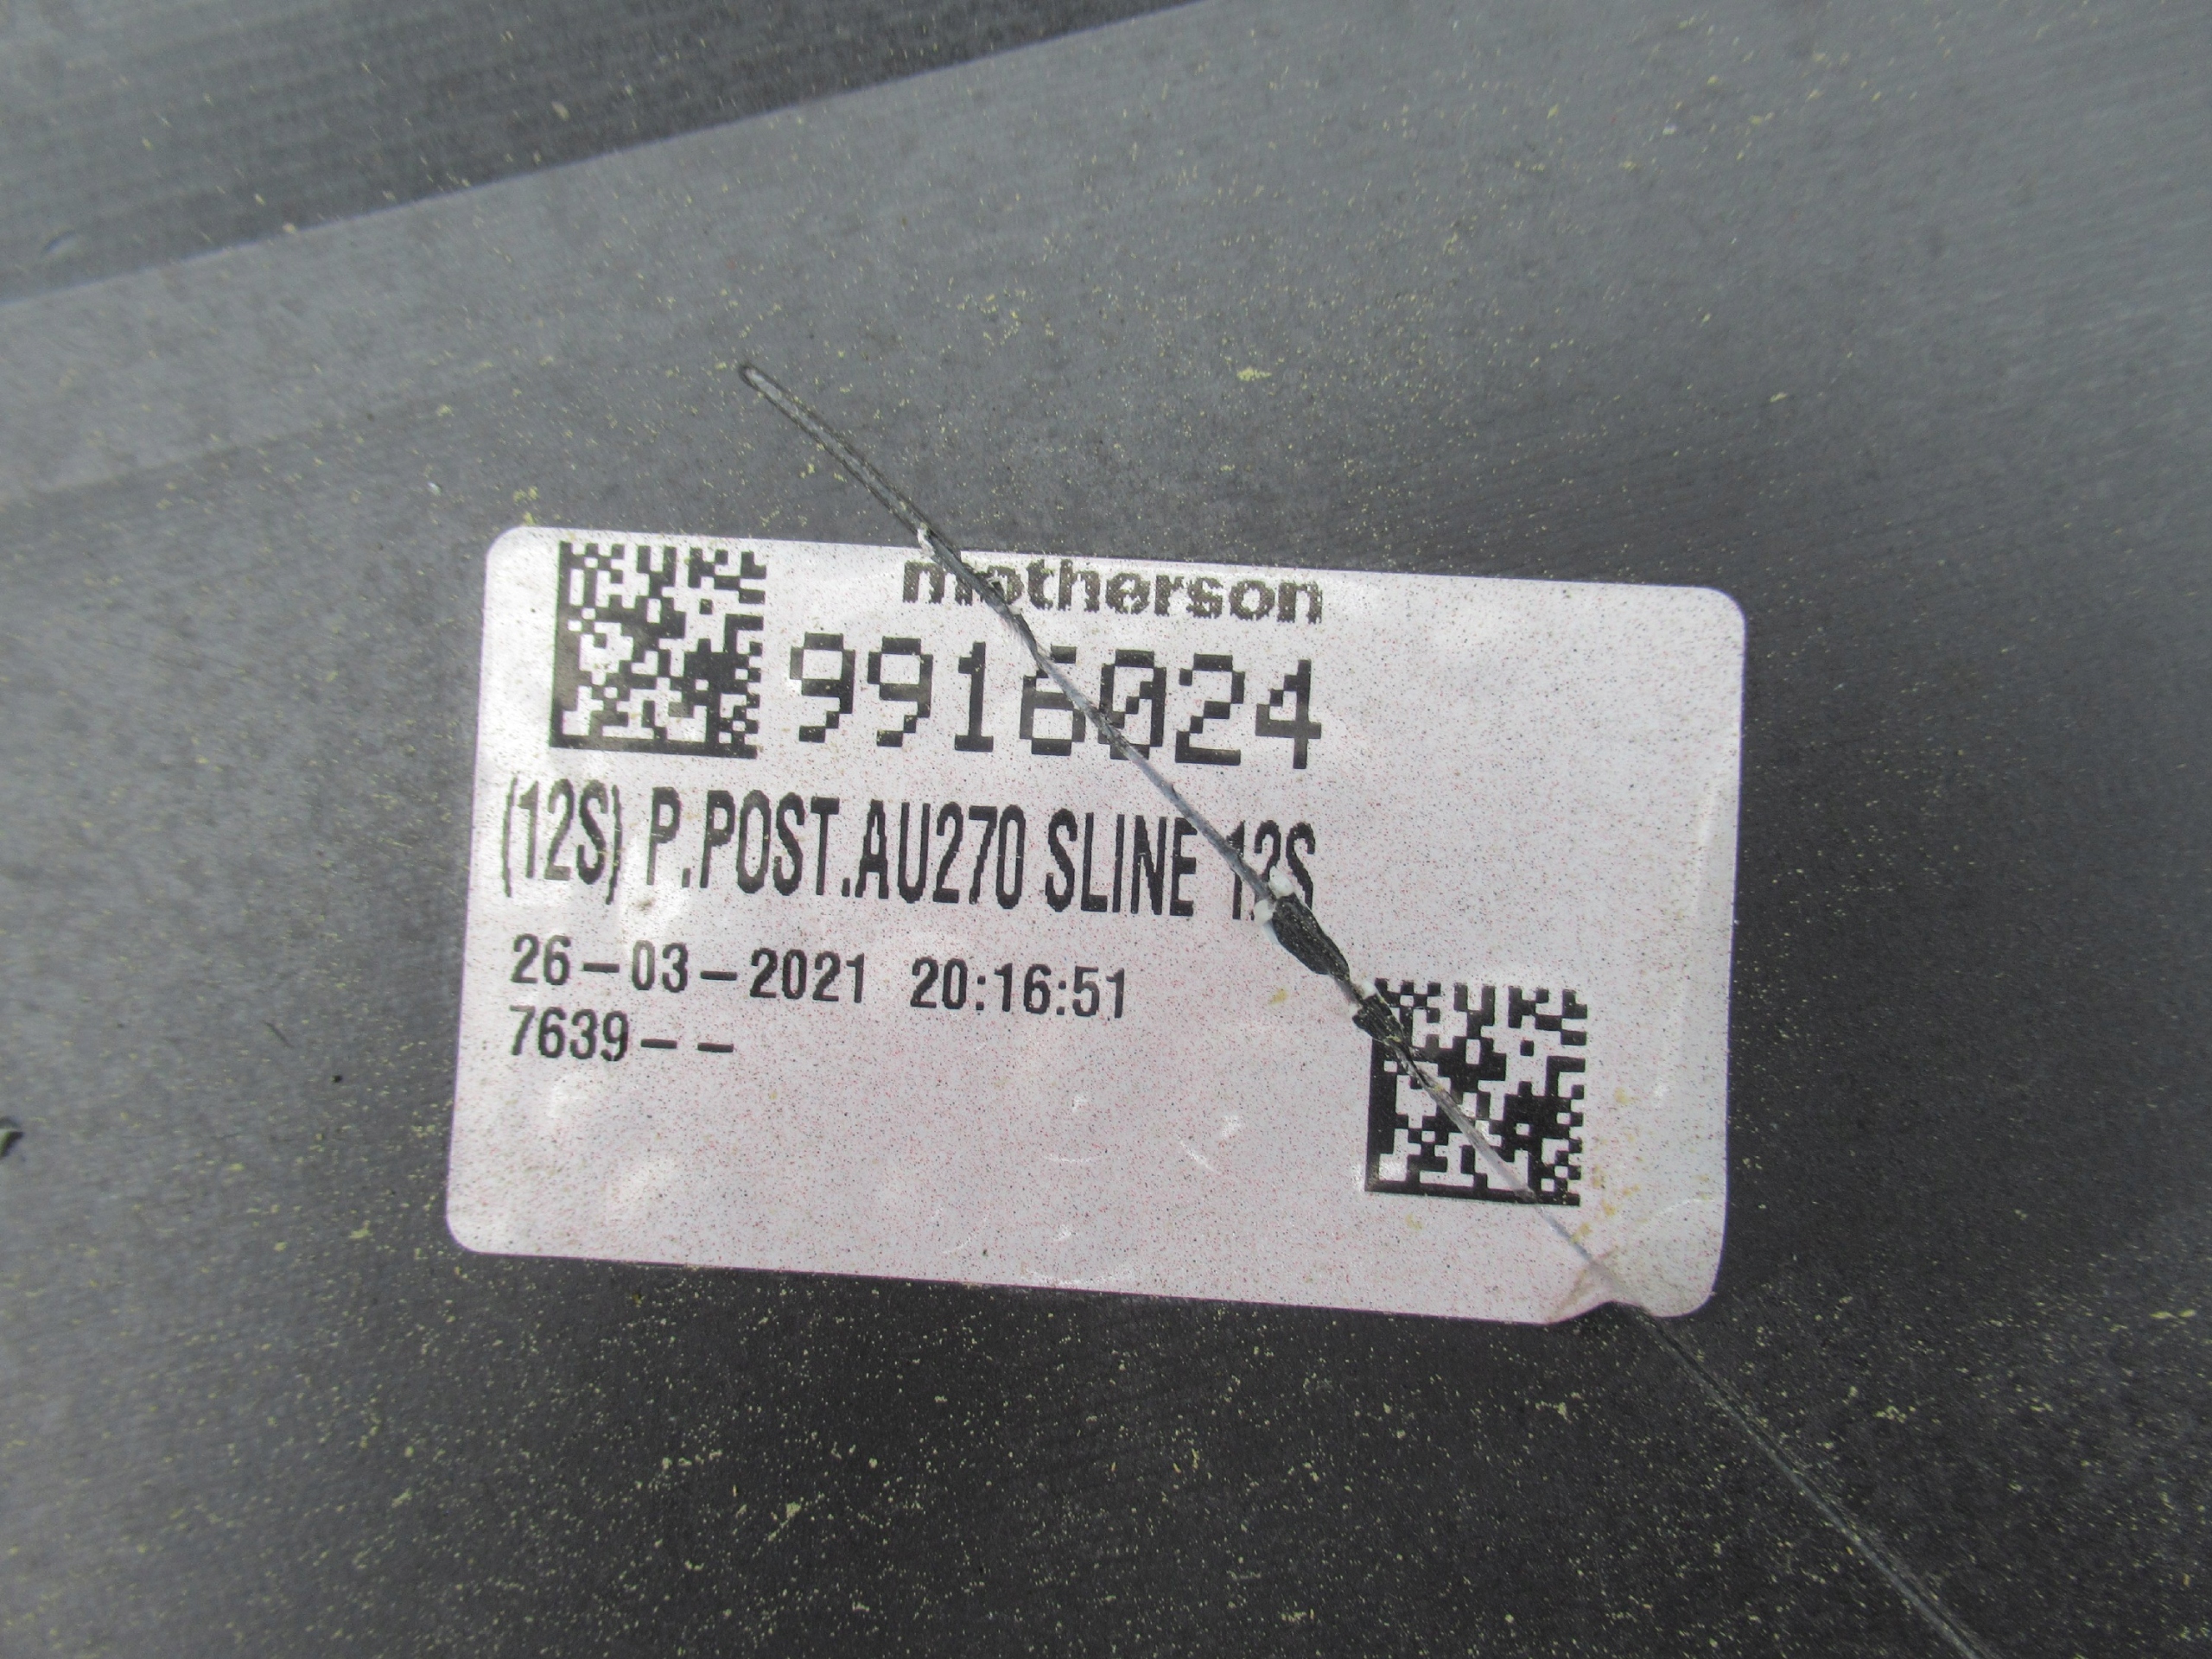 motherson
9916024
(12S) P.POST.AU270 SLINE 12S
26-03-2021 20:16:51
7639--